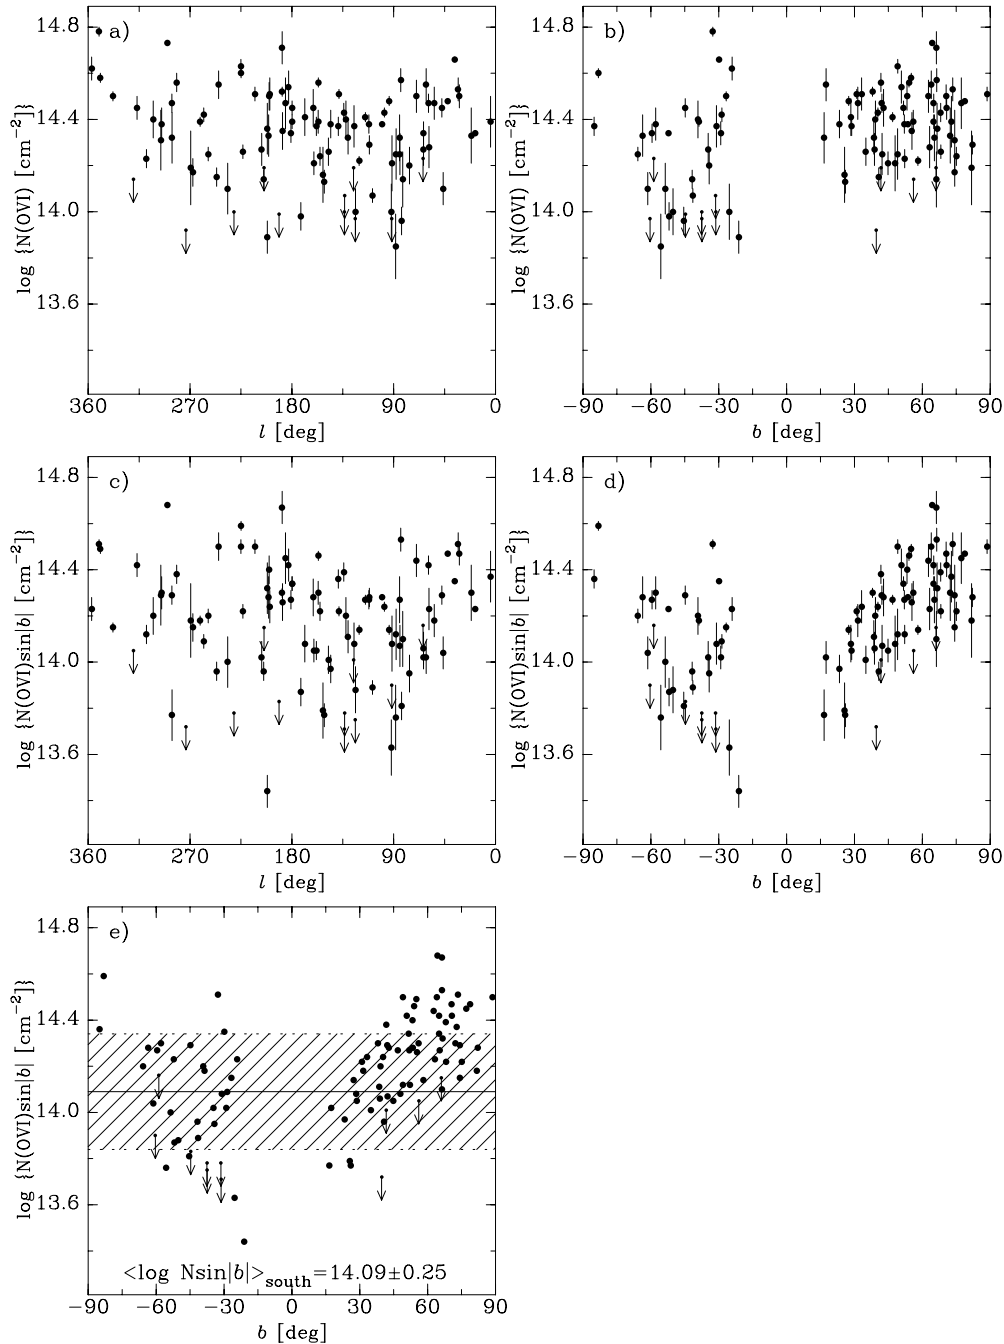 a)
14.8
14.4
14.0
13.6
log {N(OVI) [cm−2]}
360 270 180 90 0
l [deg]
b)
14.8
14.4
14.0
13.6
log {N(OVI) [cm−2]}
−90 −60 −30 0 30 60 90
b [deg]
c)
14.8
14.4
14.0
13.6
log {N(OVI)sin|b| [cm−2]}
360 270 180 90 0
l [deg]
d)
14.8
14.4
14.0
13.6
log {N(OVI)sin|b| [cm−2]}
−90 −60 −30 0 30 60 90
b [deg]
e)
14.8
14.4
14.0
13.6
log {N(OVI)sin|b| [cm−2]}
<log Nsin|b|>south=14.09±0.25
−90 −60 −30 0 30 60 90
b [deg]